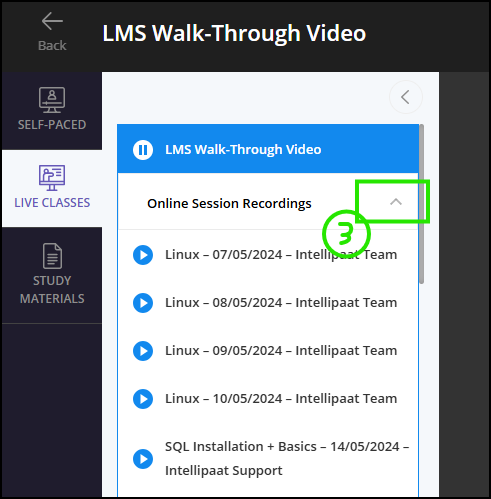 Back
LMS Walk-Through Video
SELF-PACED
LIVE CLASSES
STUDY
MATERIALS
LMS Walk-Through Video
Online Session Recordings
3
Linux – 07/05/2024 – Intellipaat Team
Linux – 08/05/2024 – Intellipaat Team
Linux – 09/05/2024 – Intellipaat Team
Linux – 10/05/2024 – Intellipaat Team
SQL Installation + Basics – 14/05/2024 –
Intellipaat Support